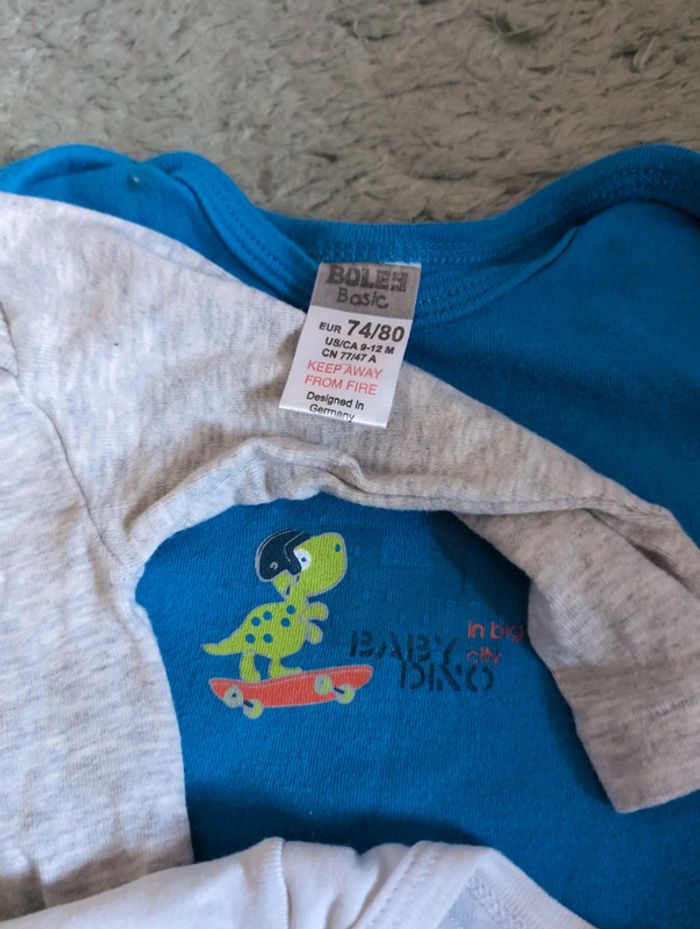 BOLEH
Basic
EUR 74/80
US/CA 9-12 M
CN 77/47 A
KEEP AWAY
FROM FIRE
Designed in
Germany
BABY
DINO
in big
city